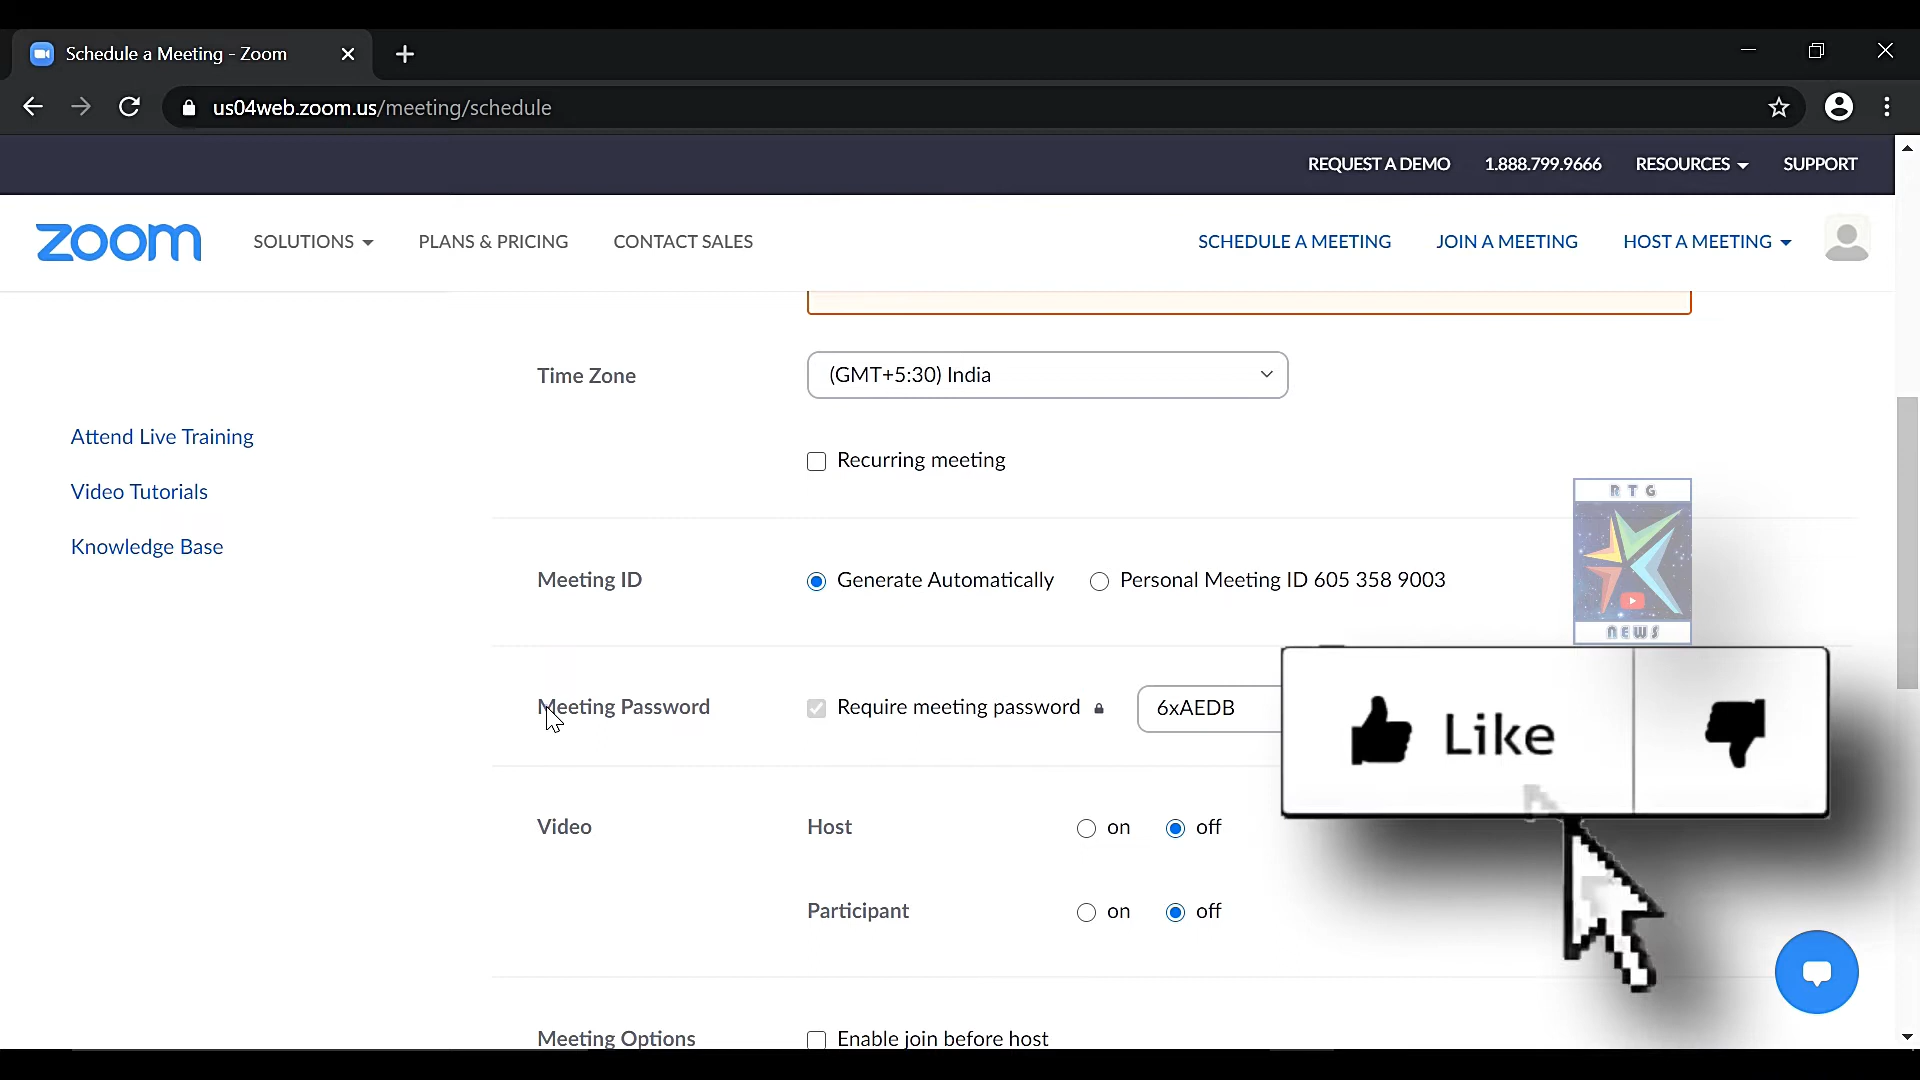 Schedule a Meeting - Zoom
us04web.zoom.us/meeting/schedule
REQUEST A DEMO 1.888.799.9666 RESOURCES SUPPORT
zoom SOLUTIONS PLANS & PRICING CONTACT SALES SCHEDULE A MEETING JOIN A MEETING HOST A MEETING
Time Zone (GMT+5:30) India
Attend Live Training
Recurring meeting
Video Tutorials
RTG
Knowledge Base
Meeting ID Generate Automatically Personal Meeting ID 605 358 9003
NEWS
Meeting Password Require meeting password 6xAEDB
Like
Video Host on off
Participant on off
Meeting Options Enable join before host